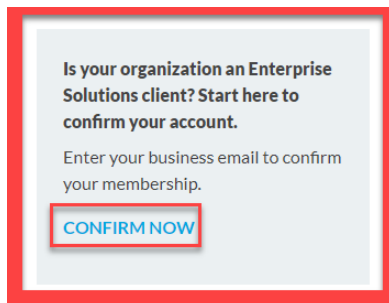 Is your organization an Enterprise
Solutions client? Start here to
confirm your account.
Enter your business email to confirm
your membership.
CONFIRM NOW